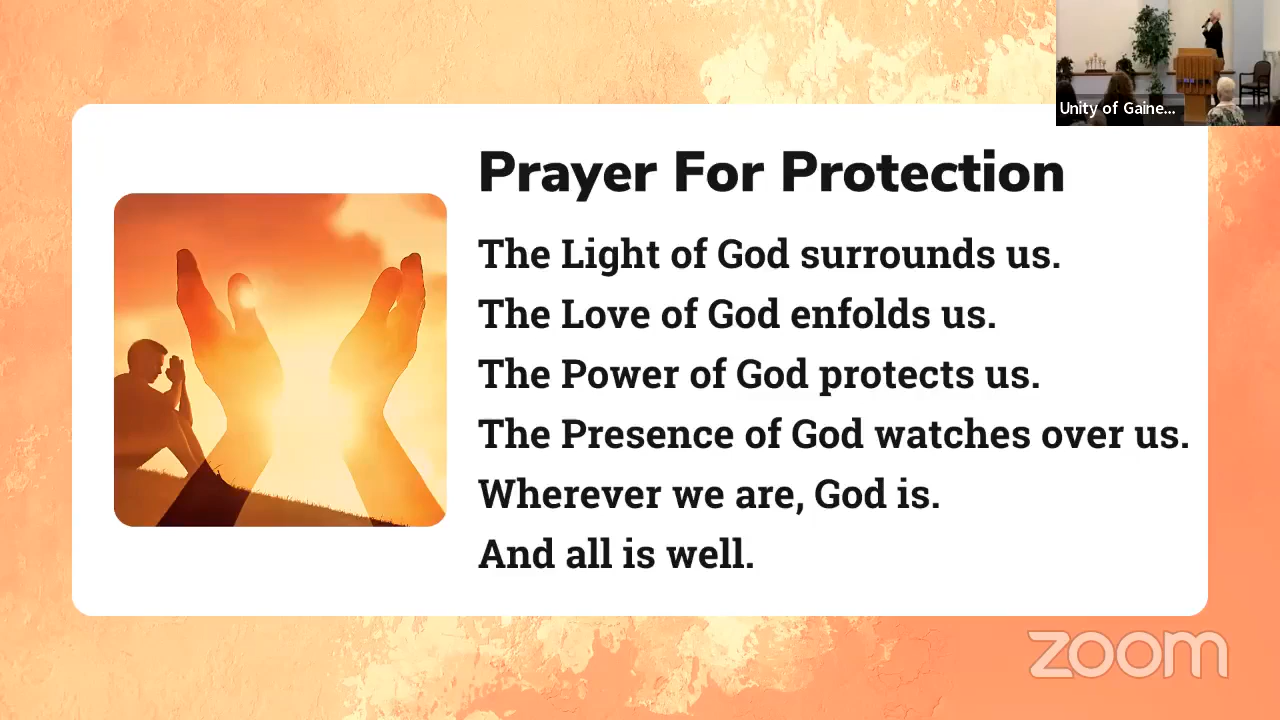 Unity of Gaine...
Prayer For Protection
The Light of God surrounds us.
The Love of God enfolds us.
The Power of God protects us.
The Presence of God watches over us.
Wherever we are, God is.
And all is well.
zoom